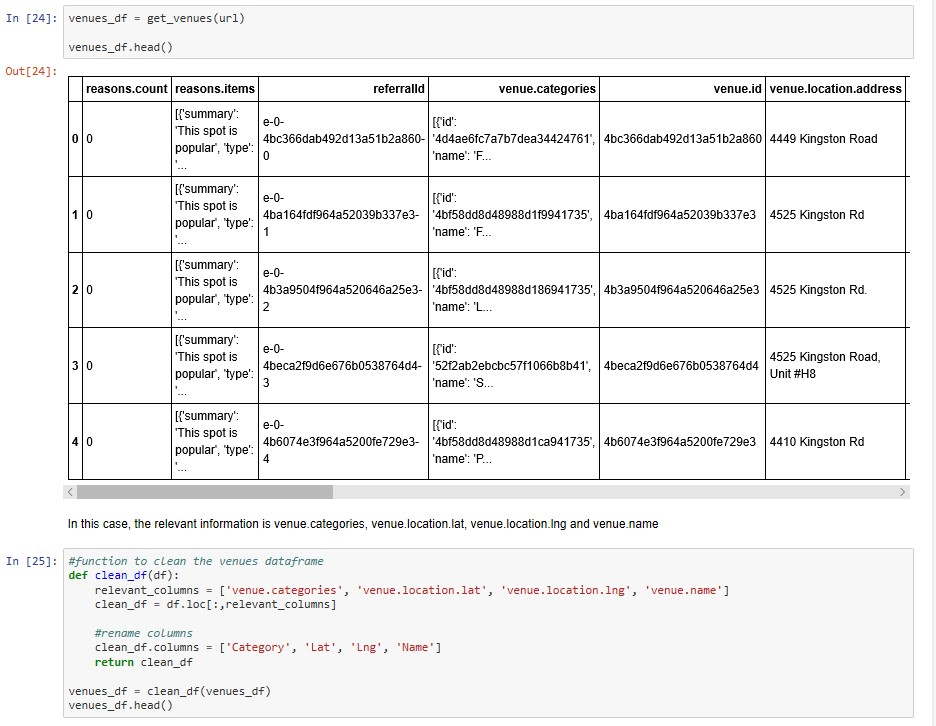 In [24]: venues_df = get_venues(url)
venues_df.head()
Out[24]:
reasons.count reasons.items referralId venue.categories venue.id venue.location.address
0 0 [{'summary': 'This spot is popular', 'type': '... e-0-4bc366dab492d13a51b2a860-0 [{'id': '4d4ae6fc7a7b7dea34424761', 'name': 'F... 4bc366dab492d13a51b2a860 4449 Kingston Road
1 0 [{'summary': 'This spot is popular', 'type': '... e-0-4ba164fdf964a52039b337e3-1 [{'id': '4bf58dd8d48988d1f9941735', 'name': 'F... 4ba164fdf964a52039b337e3 4525 Kingston Rd
2 0 [{'summary': 'This spot is popular', 'type': '... e-0-4b3a9504f964a520646a25e3-2 [{'id': '4bf58dd8d48988d186941735', 'name': 'L... 4b3a9504f964a520646a25e3 4525 Kingston Rd.
3 0 [{'summary': 'This spot is popular', 'type': '... e-0-4beca2f9d6e676b0538764d4-3 [{'id': '52f2ab2ebcbc57f1066b8b41', 'name': 'S... 4beca2f9d6e676b0538764d4 4525 Kingston Road, Unit #H8
4 0 [{'summary': 'This spot is popular', 'type': '... e-0-4b6074e3f964a5200fe729e3-4 [{'id': '4bf58dd8d48988d1ca941735', 'name': 'P... 4b6074e3f964a5200fe729e3 4410 Kingston Rd
In this case, the relevant information is venue.categories, venue.location.lat, venue.location.lng and venue.name
In [25]: #function to clean the venues dataframe
def clean_df(df):
    relevant_columns = ['venue.categories', 'venue.location.lat', 'venue.location.lng', 'venue.name']
    clean_df = df.loc[:,relevant_columns]
    #rename columns
    clean_df.columns = ['Category', 'Lat', 'Lng', 'Name']
    return clean_df
venues_df = clean_df(venues_df)
venues_df.head()